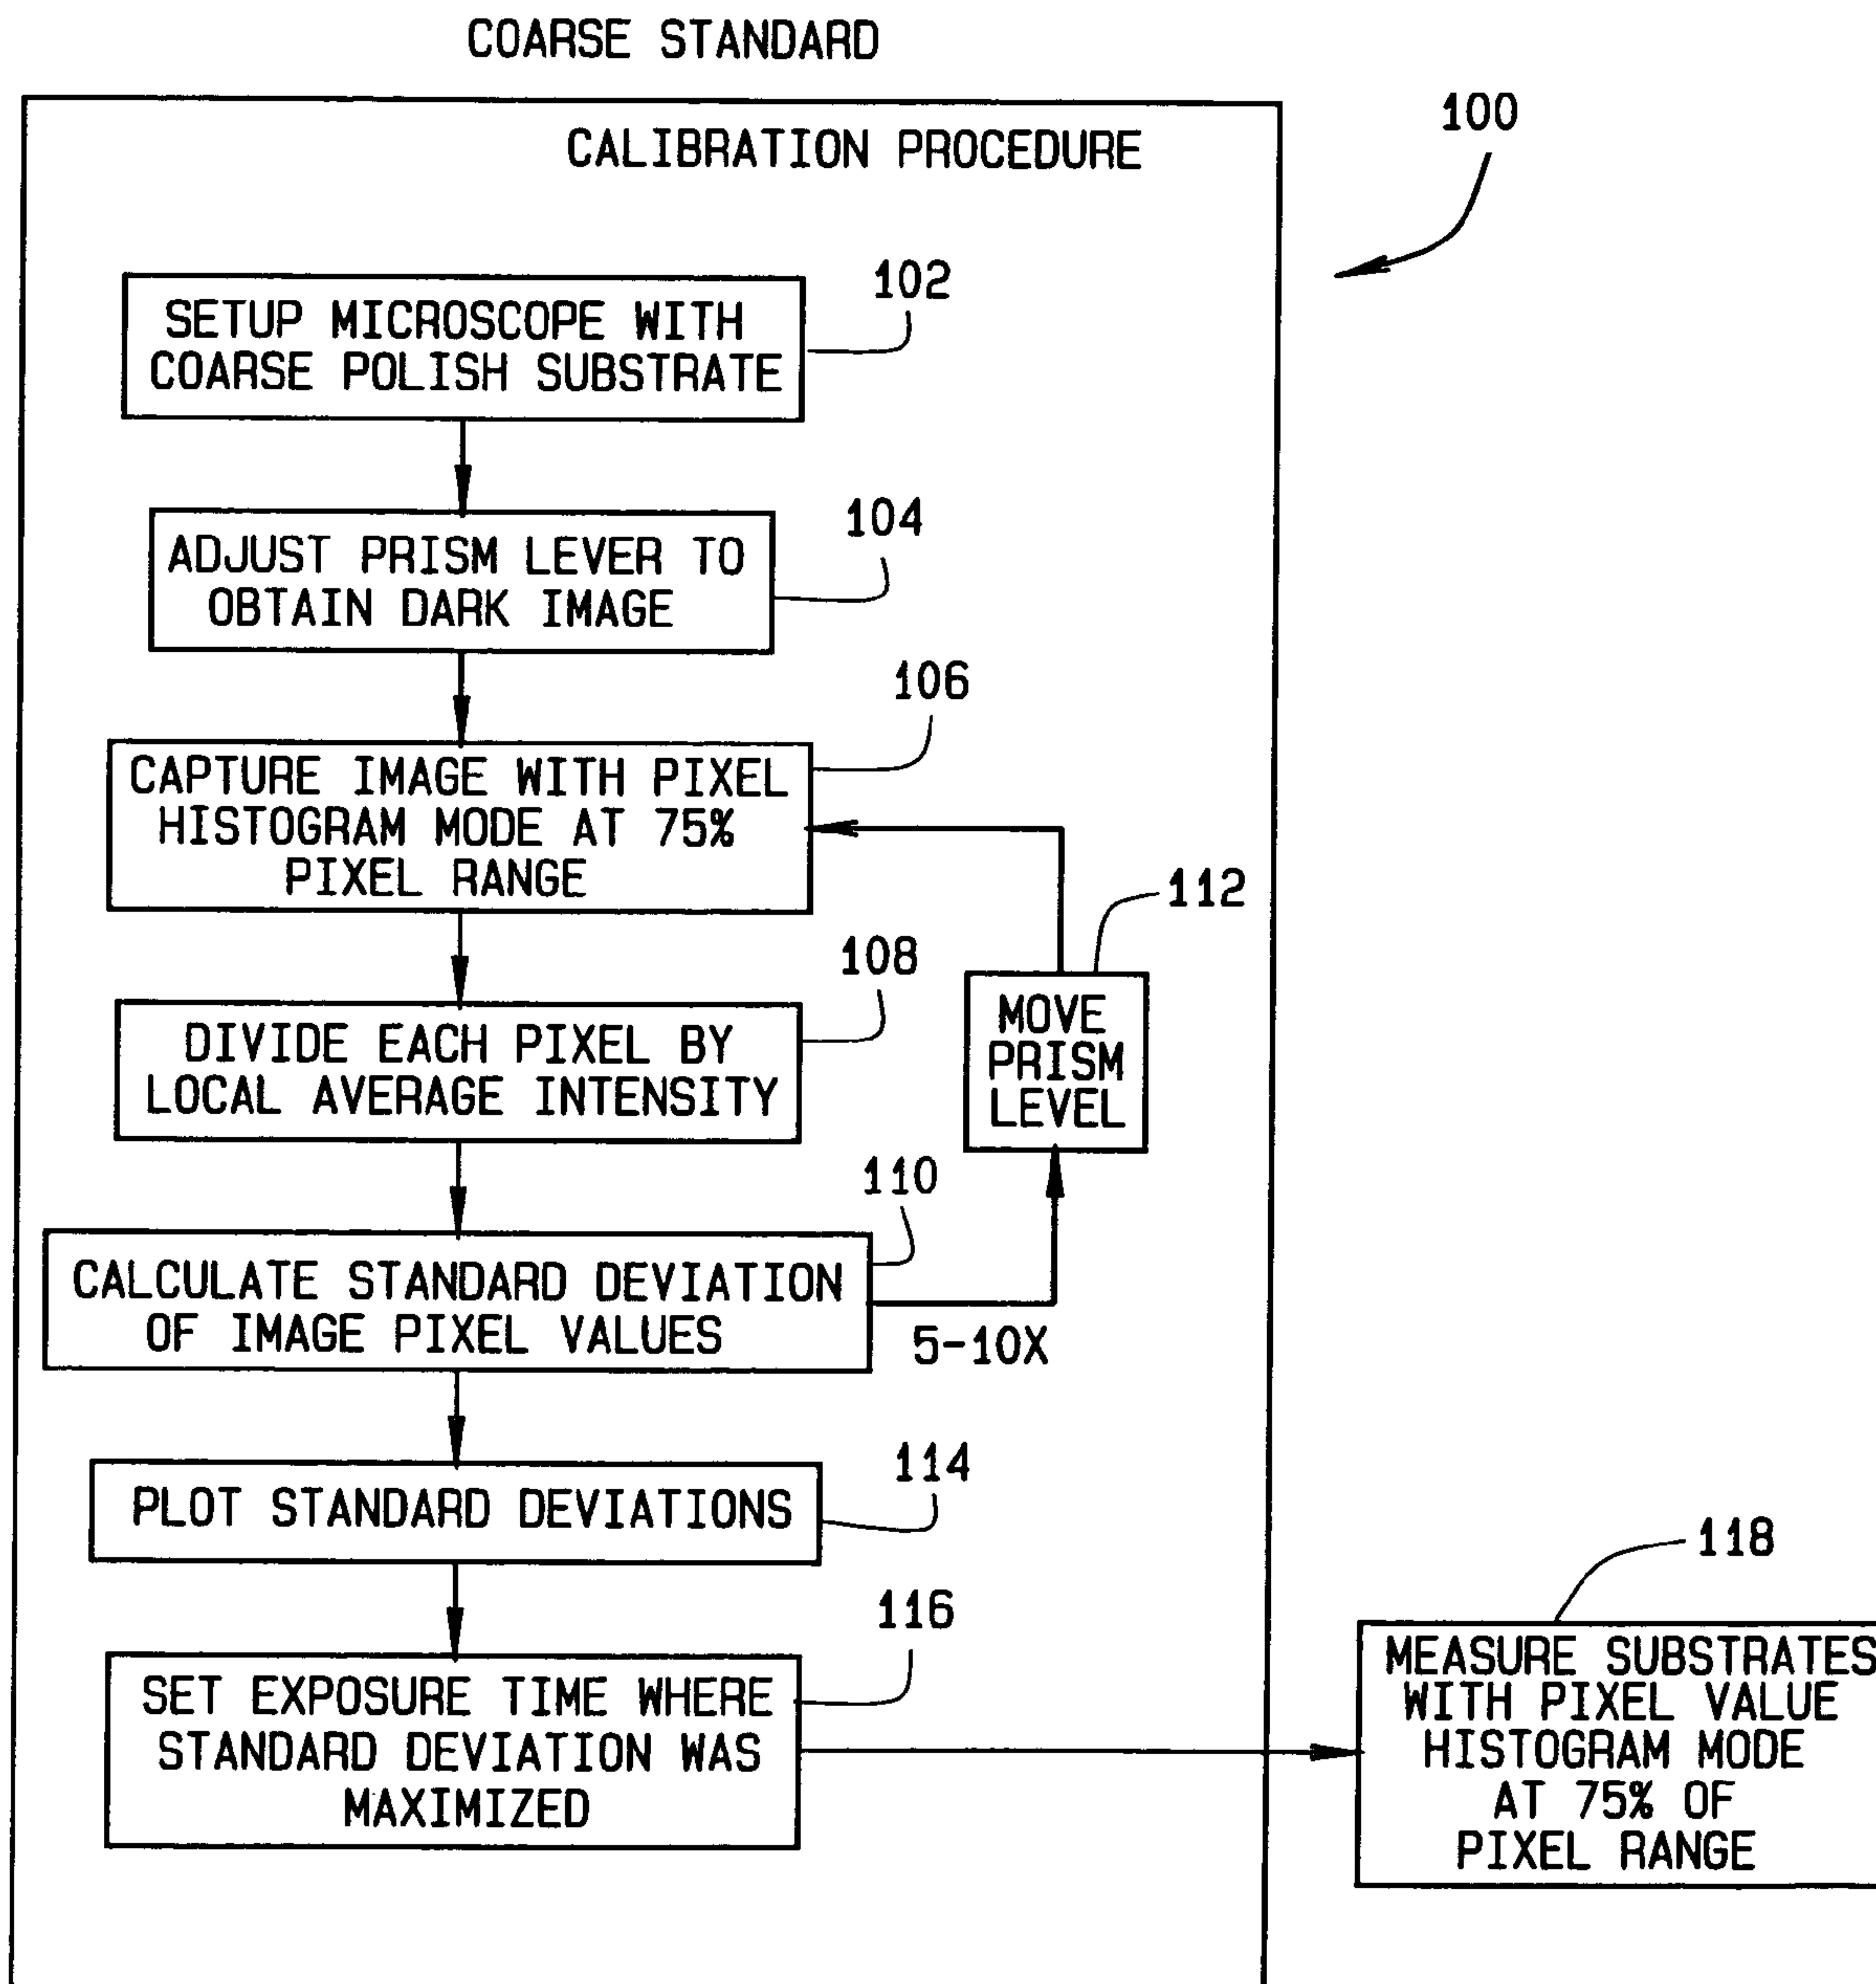 COARSE STANDARD
CALIBRATION PROCEDURE
100
102
SETUP MICROSCOPE WITH
COARSE POLISH SUBSTRATE
104
ADJUST PRISM LEVER TO
OBTAIN DARK IMAGE
106
CAPTURE IMAGE WITH PIXEL
HISTOGRAM MODE AT 75%
PIXEL RANGE
112
108
DIVIDE EACH PIXEL BY
LOCAL AVERAGE INTENSITY
MOVE
PRISM
LEVEL
110
CALCULATE STANDARD DEVIATION
OF IMAGE PIXEL VALUES
5-10X
114
PLOT STANDARD DEVIATIONS
116
SET EXPOSURE TIME WHERE
STANDARD DEVIATION WAS
MAXIMIZED
118
MEASURE SUBSTRATES
WITH PIXEL VALUE
HISTOGRAM MODE
AT 75% OF
PIXEL RANGE